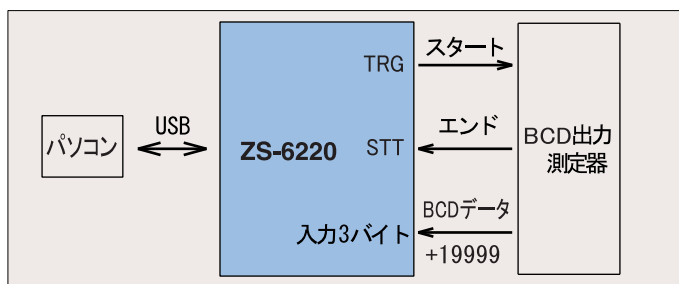 パソコン
USB
ZS-6220
TRG
STT
入力3バイト
スタート
エンド
BCDデータ
+19999
BCD出力
測定器